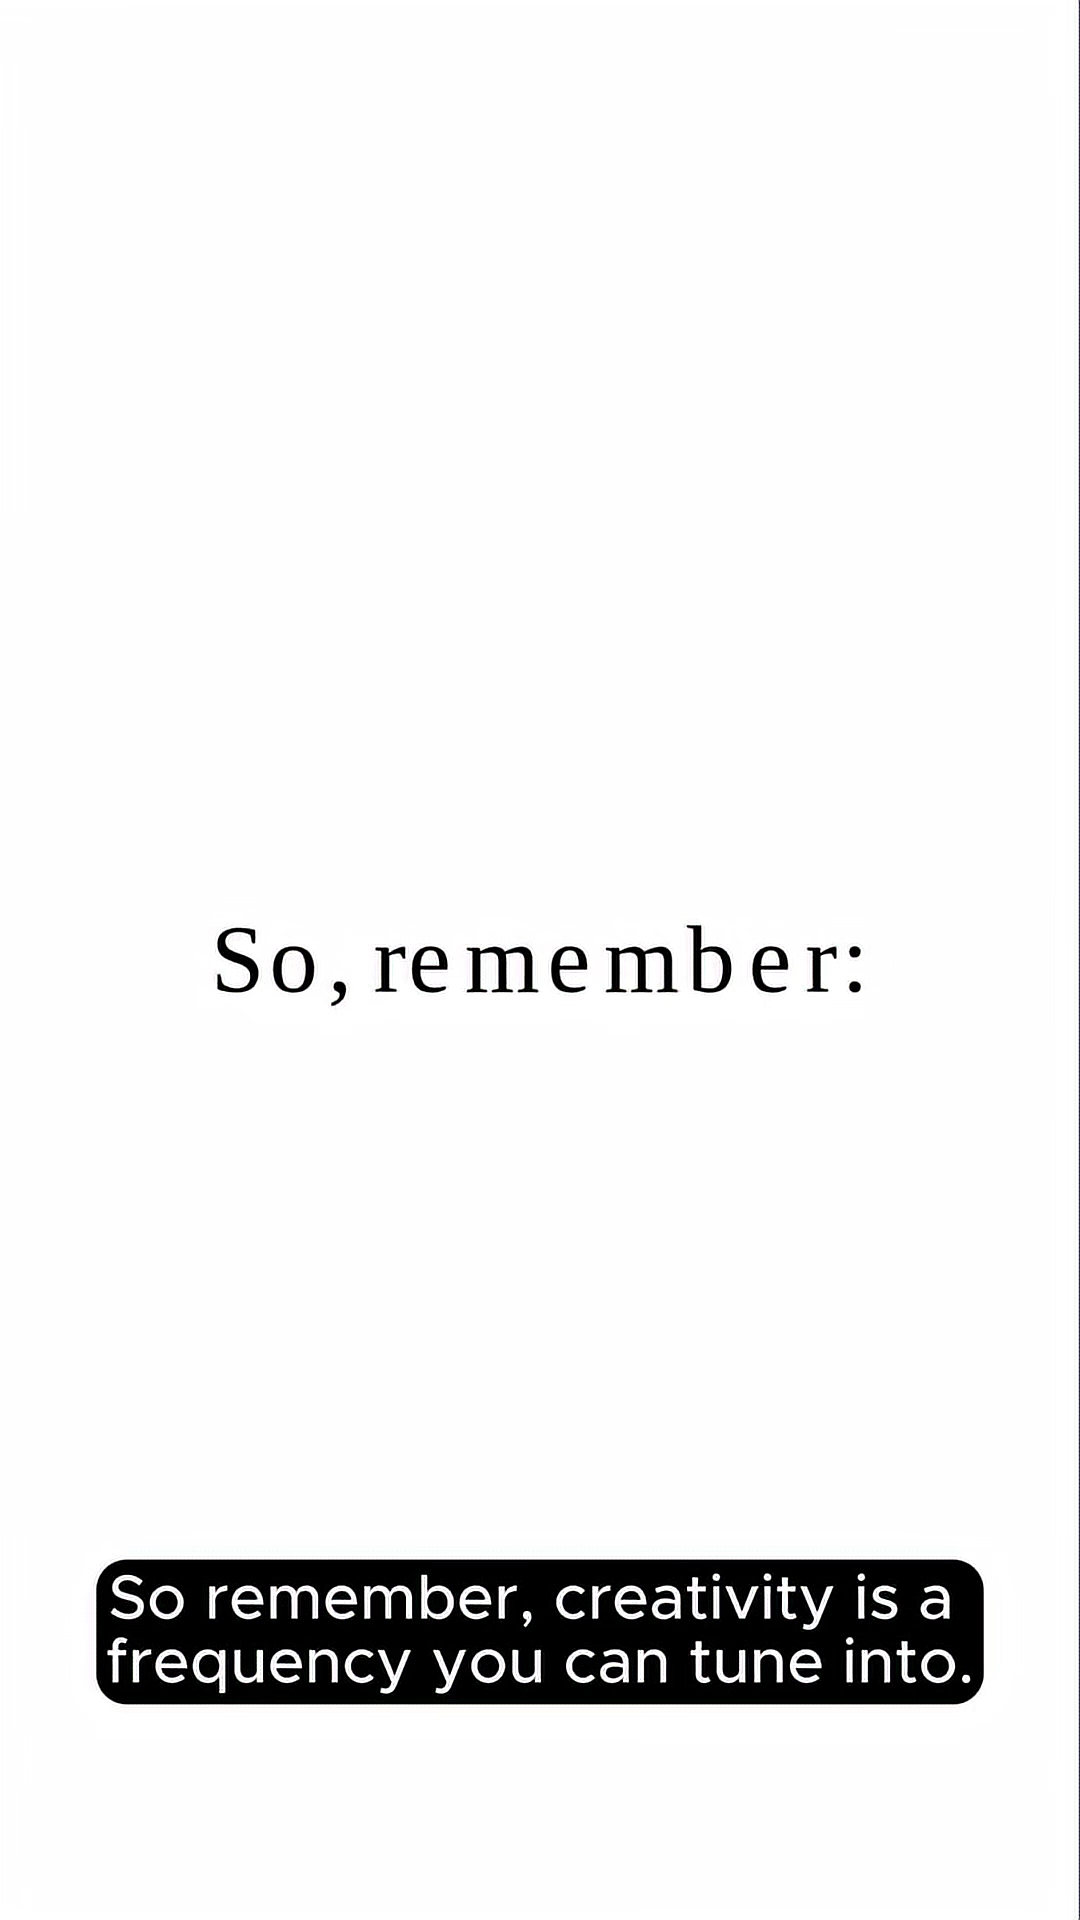 So, remember:
So remember, creativity is a
frequency you can tune into.